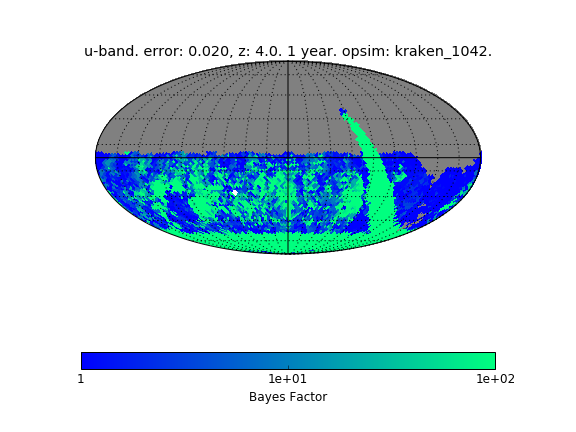 u-band. error: 0.020, z: 4.0. 1 year. opsim: kraken_1042.
1 1e+01 1e+02
Bayes Factor